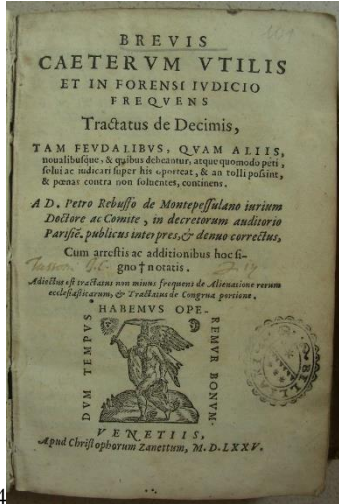 BREVIS
CAETERVM VTILIS
ET IN FORENSI IVDICIO
FREQVENS
Tractatus de Decimis,
TAM FEVDALIBVS, QVAM ALIIS,
noualibusque, & quibus debeantur, atque quomodo peti,
solui ac iudicari super his oporteat, & an tolli possint,
& pœnas contra non soluentes, continens.
A D. Petro Rebuffo de Montepessulano iurium
Doctore ac Comite, in decretorum auditorio
Parisiē. publicus interpres, & denuo correctus,
Cum arrestis ac additionibus hoc si-
gno † notatis.
Adiectus est tractatus non minus frequens de Alienatione rerum
ecclesiasticarum, & Tractatus de Congrua portione.
DVM TEMPVS
HABEMVS OPE-
REMVR BONVM.
VENETIIS,
Apud Christophorum Zanettum, M.D.LXXV.
4